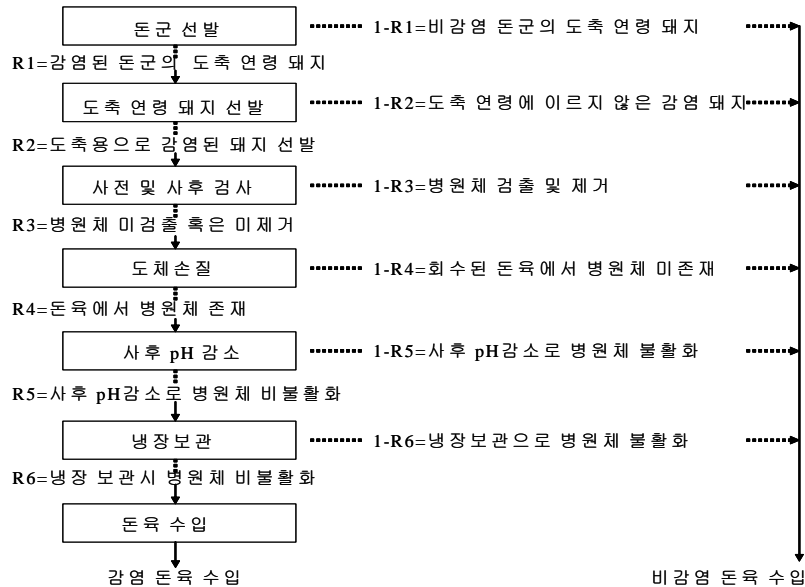 돈군 선발
1-R1=비감염 돈군의 도축 연령 돼지
R1=감염된 돈군의 도축 연령 돼지
도축 연령 돼지 선발
1-R2=도축 연령에 이르지 않은 감염 돼지
R2=도축용으로 감염된 돼지 선발
사전 및 사후 검사
1-R3=병원체 검출 및 제거
R3=병원체 미검출 혹은 미제거
도체손질
1-R4=회수된 돈육에서 병원체 미존재
R4=돈육에서 병원체 존재
사후 pH 감소
1-R5=사후 pH감소로 병원체 불활화
R5=사후 pH감소로 병원체 비불활화
냉장보관
1-R6=냉장보관으로 병원체 불활화
R6=냉장 보관시 병원체 비불활화
돈육 수입
감염 돈육 수입
비감염 돈육 수입